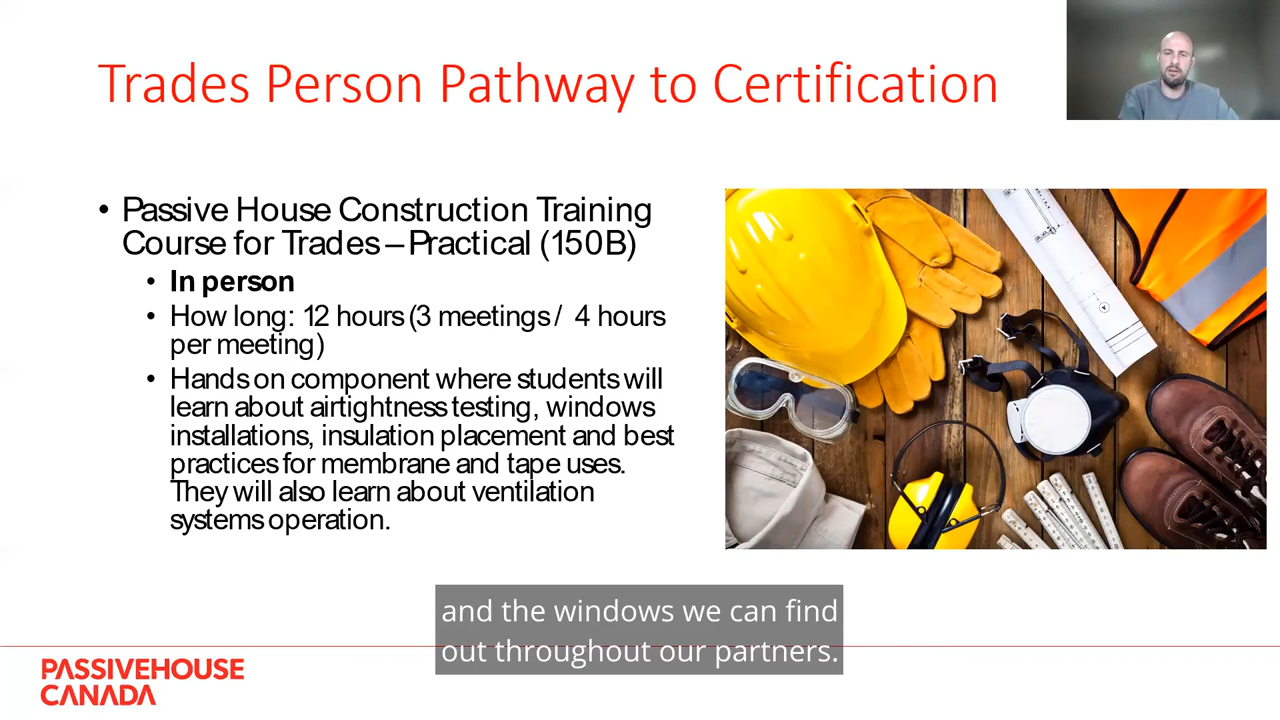 Trades Person Pathway to Certification
• Passive House Construction Training
Course for Trades – Practical (150B)
• In person
• How long: 12 hours (3 meetings / 4 hours
per meeting)
• Hands on component where students will
learn about airtightness testing, windows
installations, insulation placement and best
practices for membrane and tape uses.
They will also learn about ventilation
systems operation.
and the windows we can find
out throughout our partners.
PASSIVEHOUSE
CANADA